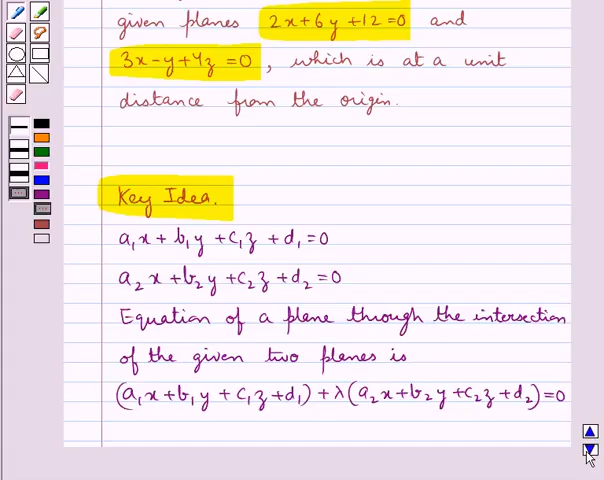 given planes 2x+6y+12=0 and
3x-y+4z=0, which is at a unit
distance from the origin.
Key Idea.
a₁x + b₁y + c₁z + d₁=0
a₂x + b₂y + c₂z + d₂=0
Equation of a plane through the intersection
of the given two planes is
(a₁x+b₁y + c₁z+d₁)+λ(a₂x+b₂y+c₂z+d₂)=0